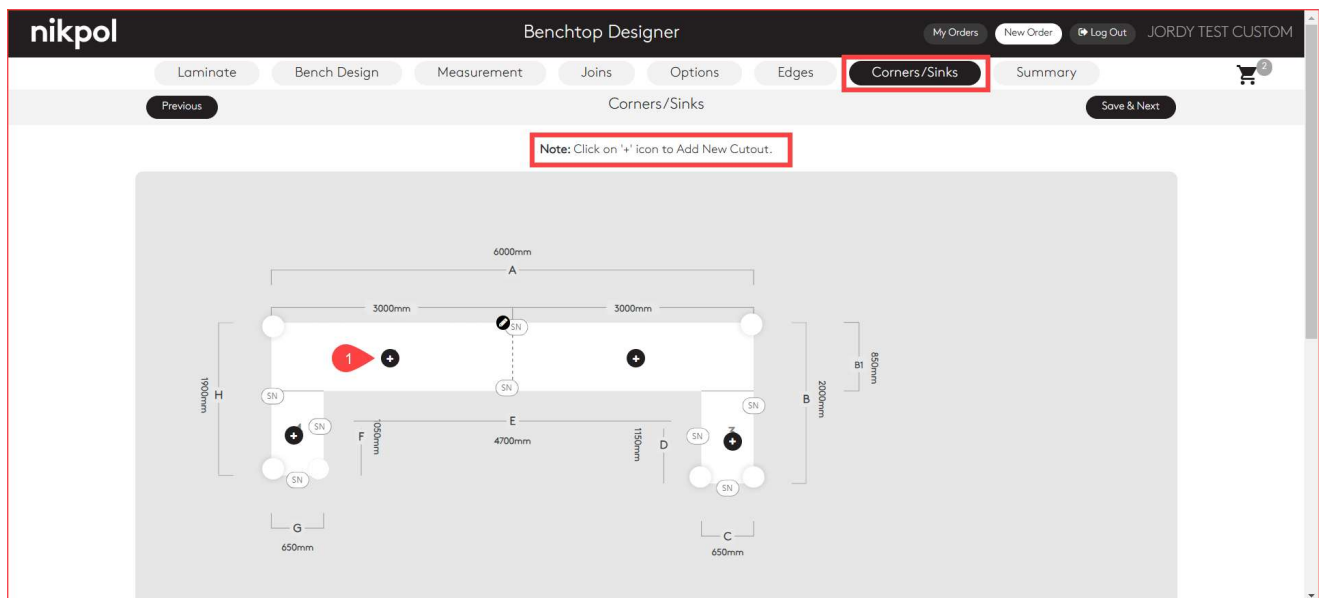 nikpol
Benchtop Designer
My Orders
New Order
Log Out
JORDY TEST CUSTOM
Laminate
Bench Design
Measurement
Joins
Options
Edges
Corners/Sinks
Summary
2
Previous
Corners/Sinks
Save & Next
Note: Click on '+' icon to Add New Cutout.
6000mm
A
3000mm
3000mm
SN
1
+
+
B1
850mm
SN
1900mm
H
SN
B
2000mm
SN
E
4700mm
SN
+
F
1050mm
1150mm
D
SN
+
SN
SN
G
650mm
C
650mm